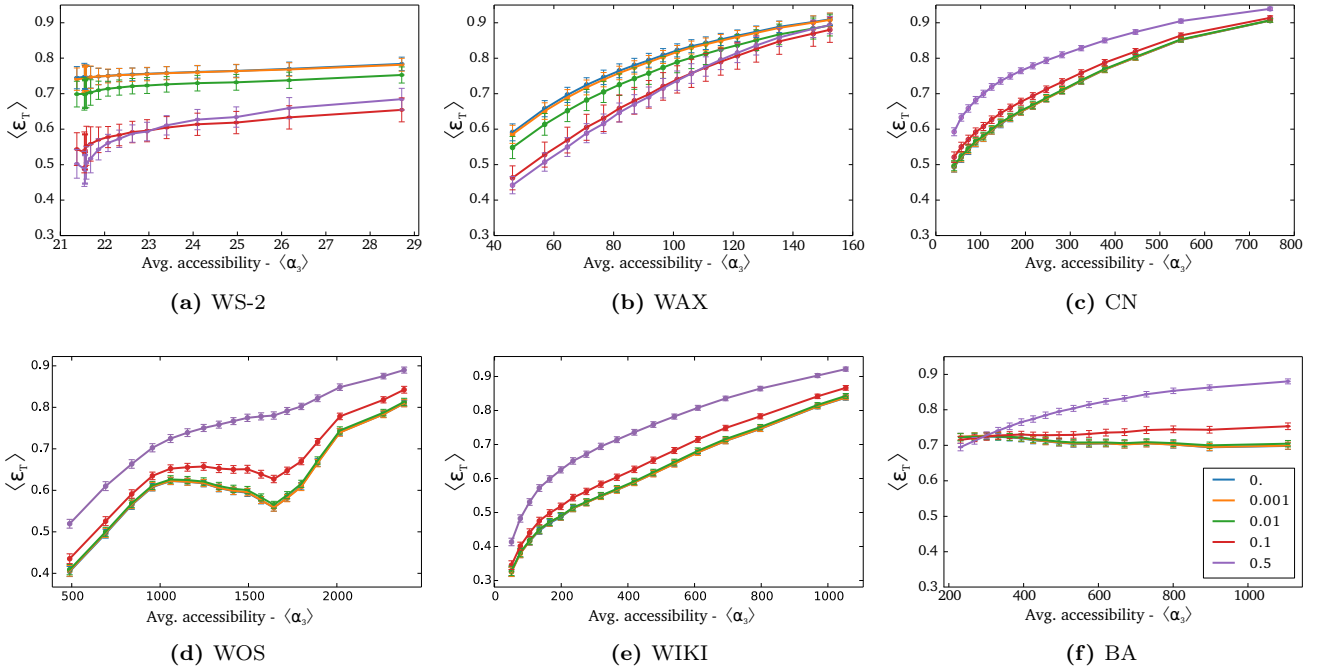 0.9
0.8
0.7
0.6
0.5
0.4
0.3
⟨ε_T⟩
21 22 23 24 25 26 27 28 29
Avg. accessibility - ⟨α₃⟩
(a) WS-2
0.9
0.8
0.7
0.6
0.5
0.4
0.3
⟨ε_T⟩
40 60 80 100 120 140 160
Avg. accessibility - ⟨α₃⟩
(b) WAX
0.9
0.8
0.7
0.6
0.5
0.4
0.3
⟨ε_T⟩
0 100 200 300 400 500 600 700 800
Avg. accessibility - ⟨α₃⟩
(c) CN
0.9
0.8
0.7
0.6
0.5
0.4
⟨ε_T⟩
500 1000 1500 2000
Avg. accessibility - ⟨α₃⟩
(d) WOS
0.9
0.8
0.7
0.6
0.5
0.4
0.3
⟨ε_T⟩
0 200 400 600 800 1000
Avg. accessibility - ⟨α₃⟩
(e) WIKI
0.9
0.8
0.7
0.6
0.5
0.4
0.3
⟨ε_T⟩
0.
0.001
0.01
0.1
0.5
200 400 600 800 1000
Avg. accessibility - ⟨α₃⟩
(f) BA